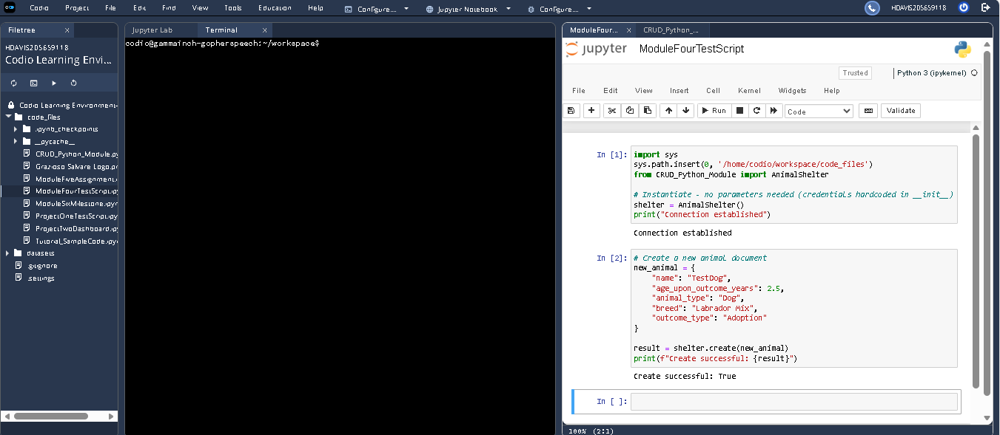 Codio Project File Edit Find View Tools Education Help Configure.... Jupyter Notebook Configure.... HDAVIS2DS659118
Filetree x
HDAVIS2DS659118
Codio Learning Envi...
Codio Learning Environment-
code_files
.ipynb_checkpoints
__pycache__
CRUD_Python_Module.py
Grazioso Salvare Logo.pr
ModuleFiveAssignment.
ModuleFourTestScript.py
ModuleSixMilestone.ipyn
ProjectOneTestScript.ipy
ProjectTwoDashboard.ip
Tutorial_SampleCode.ipy
datasets
.gitignore
.settings
Jupyter Lab Terminal x
codio@gammainch-gopherspeech:~/workspace$
ModuleFour... x CRUD_Python_...
jupyter ModuleFourTestScript
Trusted Python 3 (ipykernel)
File Edit View Insert Cell Kernel Widgets Help
Run Code Validate
In [1]: import sys
sys.path.insert(0, '/home/codio/workspace/code_files')
from CRUD_Python_Module import AnimalShelter
# Instantiate - no parameters needed (credentials hardcoded in __init__)
shelter = AnimalShelter()
print("Connection established")
Connection established
In [2]: # Create a new animal document
new_animal = {
"name": "TestDog",
"age_upon_outcome_years": 2.5,
"animal_type": "Dog",
"breed": "Labrador Mix",
"outcome_type": "Adoption"
}
result = shelter.create(new_animal)
print(f"Create successful: {result}")
Create successful: True
In [ ]:
100% (2:1)